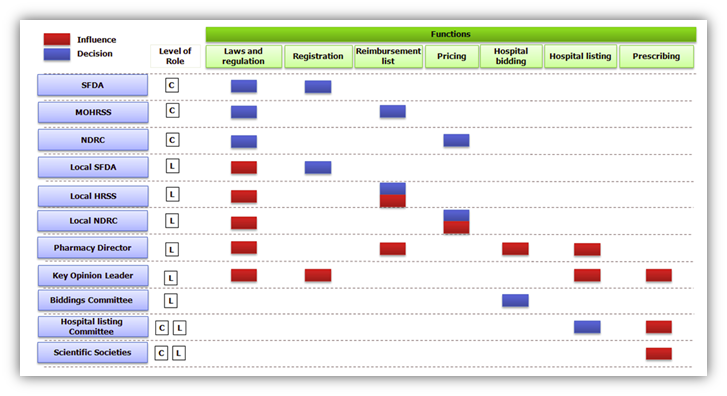 Influence
Decision
Functions
Level of
Role
Laws and
regulation
Registration
Reimbursement
list
Pricing
Hospital
bidding
Hospital listing
Prescribing
SFDA
C
MOHRSS
C
NDRC
C
Local SFDA
L
Local HRSS
L
Local NDRC
L
Pharmacy Director
L
Key Opinion Leader
L
Biddings Committee
L
Hospital listing
Committee
C L
Scientific Societies
C L